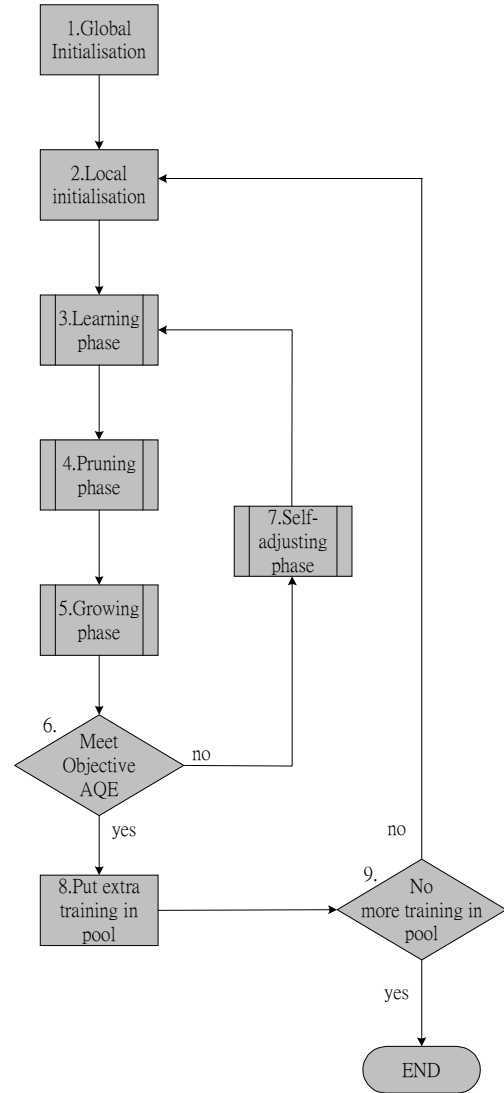 1.Global
Initialisation
2.Local
initialisation
3.Learning
phase
4.Pruning
phase
7.Self-
adjusting
phase
5.Growing
phase
6.
Meet
Objective
AQE
no
yes
8.Put extra
training in
pool
no
9.
No
more training in
pool
yes
END